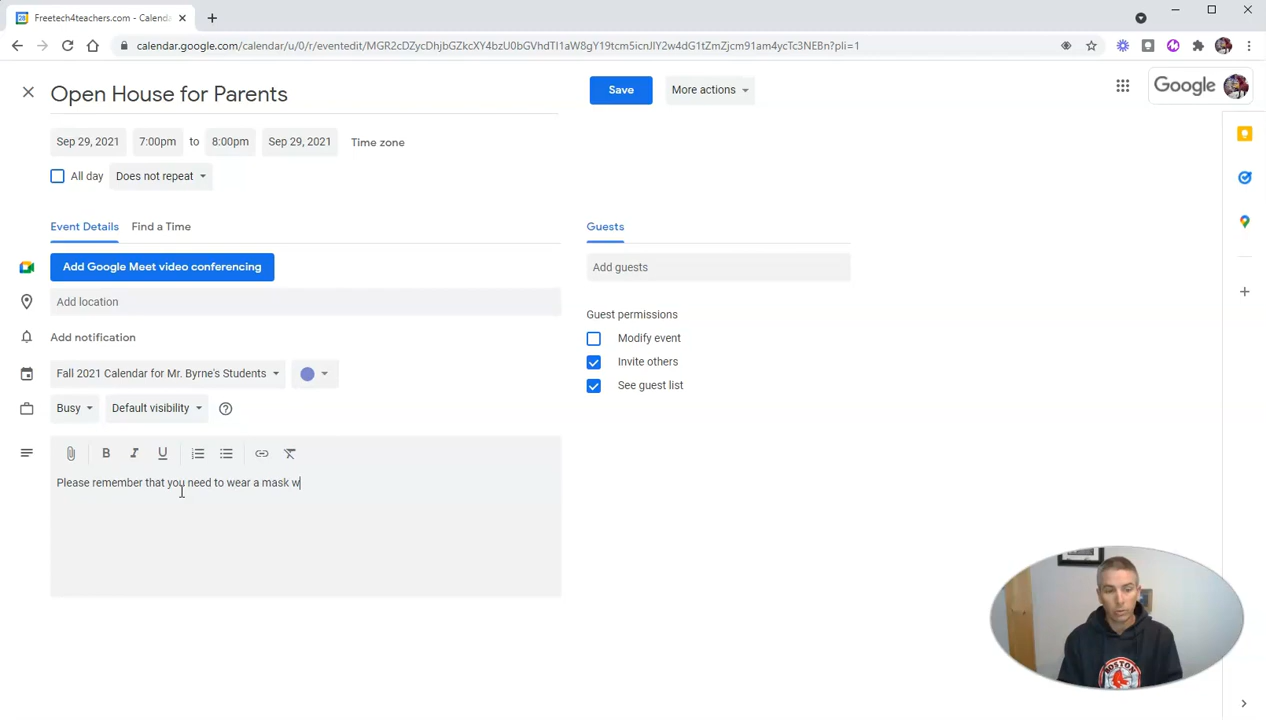 Freetech4teachers.com - Calenda
calendar.google.com/calendar/u/0/r/eventedit/MGR2cDZycDhjbGZkcXY4bzU0bGVhdTI1aW8gY19tcm5icnJlY2w4dG1tZmZjcm91am4ycTc3NEBn?pli=1
Open House for Parents
Save
More actions
Google
Sep 29, 2021
7:00pm
to
8:00pm
Sep 29, 2021
Time zone
All day
Does not repeat
Event Details
Find a Time
Guests
Add Google Meet video conferencing
Add guests
Add location
Guest permissions
Add notification
Modify event
Invite others
Fall 2021 Calendar for Mr. Byrne's Students
See guest list
Busy
Default visibility
Please remember that you need to wear a mask w
BOSTON